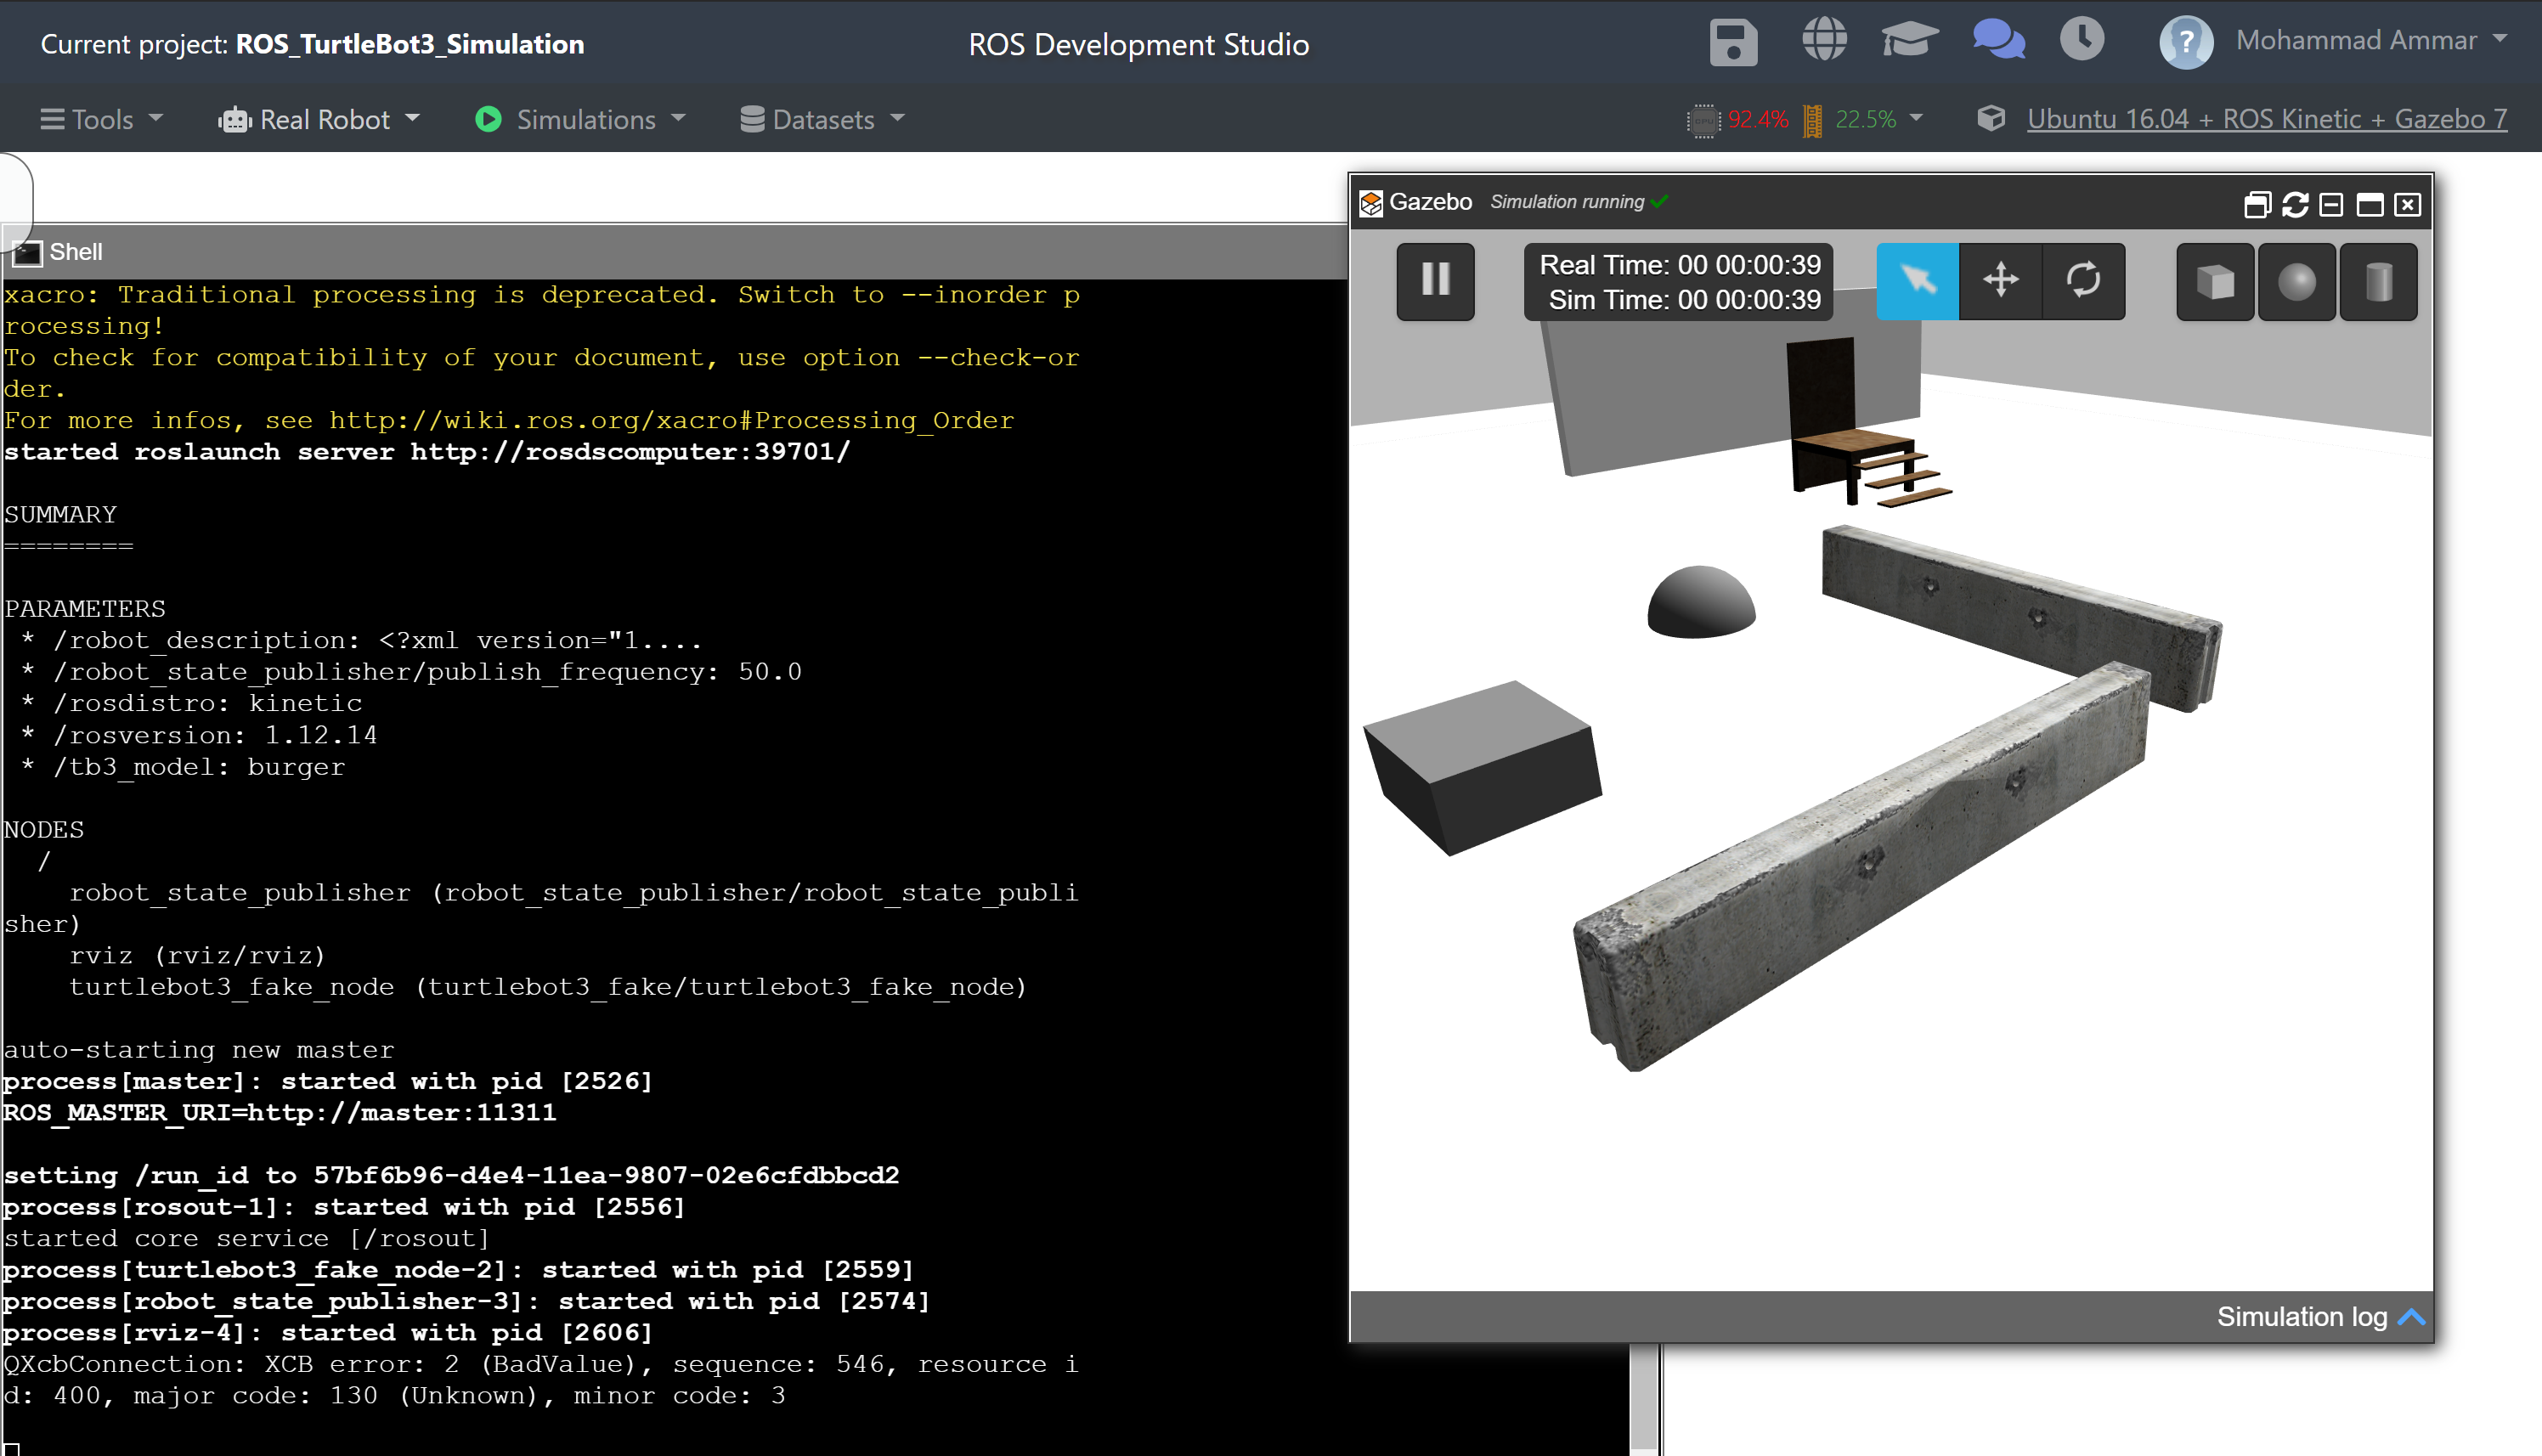 Current project: ROS_TurtleBot3_Simulation
ROS Development Studio
?
Mohammad Ammar
Tools
Real Robot
Simulations
Datasets
CPU
92.4%
22.5%
Ubuntu 16.04 + ROS Kinetic + Gazebo 7
Shell
xacro: Traditional processing is deprecated. Switch to --inorder p
rocessing!
To check for compatibility of your document, use option --check-or
der.
For more infos, see http://wiki.ros.org/xacro#Processing_Order
started roslaunch server http://rosdscomputer:39701/
SUMMARY
========
PARAMETERS
* /robot_description: <?xml version="1....
* /robot_state_publisher/publish_frequency: 50.0
* /rosdistro: kinetic
* /rosversion: 1.12.14
* /tb3_model: burger
NODES
/
robot_state_publisher (robot_state_publisher/robot_state_publi
sher)
rviz (rviz/rviz)
turtlebot3_fake_node (turtlebot3_fake/turtlebot3_fake_node)
auto-starting new master
process[master]: started with pid [2526]
ROS_MASTER_URI=http://master:11311
setting /run_id to 57bf6b96-d4e4-11ea-9807-02e6cfdbbcd2
process[rosout-1]: started with pid [2556]
started core service [/rosout]
process[turtlebot3_fake_node-2]: started with pid [2559]
process[robot_state_publisher-3]: started with pid [2574]
process[rviz-4]: started with pid [2606]
QXcbConnection: XCB error: 2 (BadValue), sequence: 546, resource i
d: 400, major code: 130 (Unknown), minor code: 3
Gazebo
Simulation running
Real Time: 00 00:00:39
Sim Time: 00 00:00:39
Simulation log